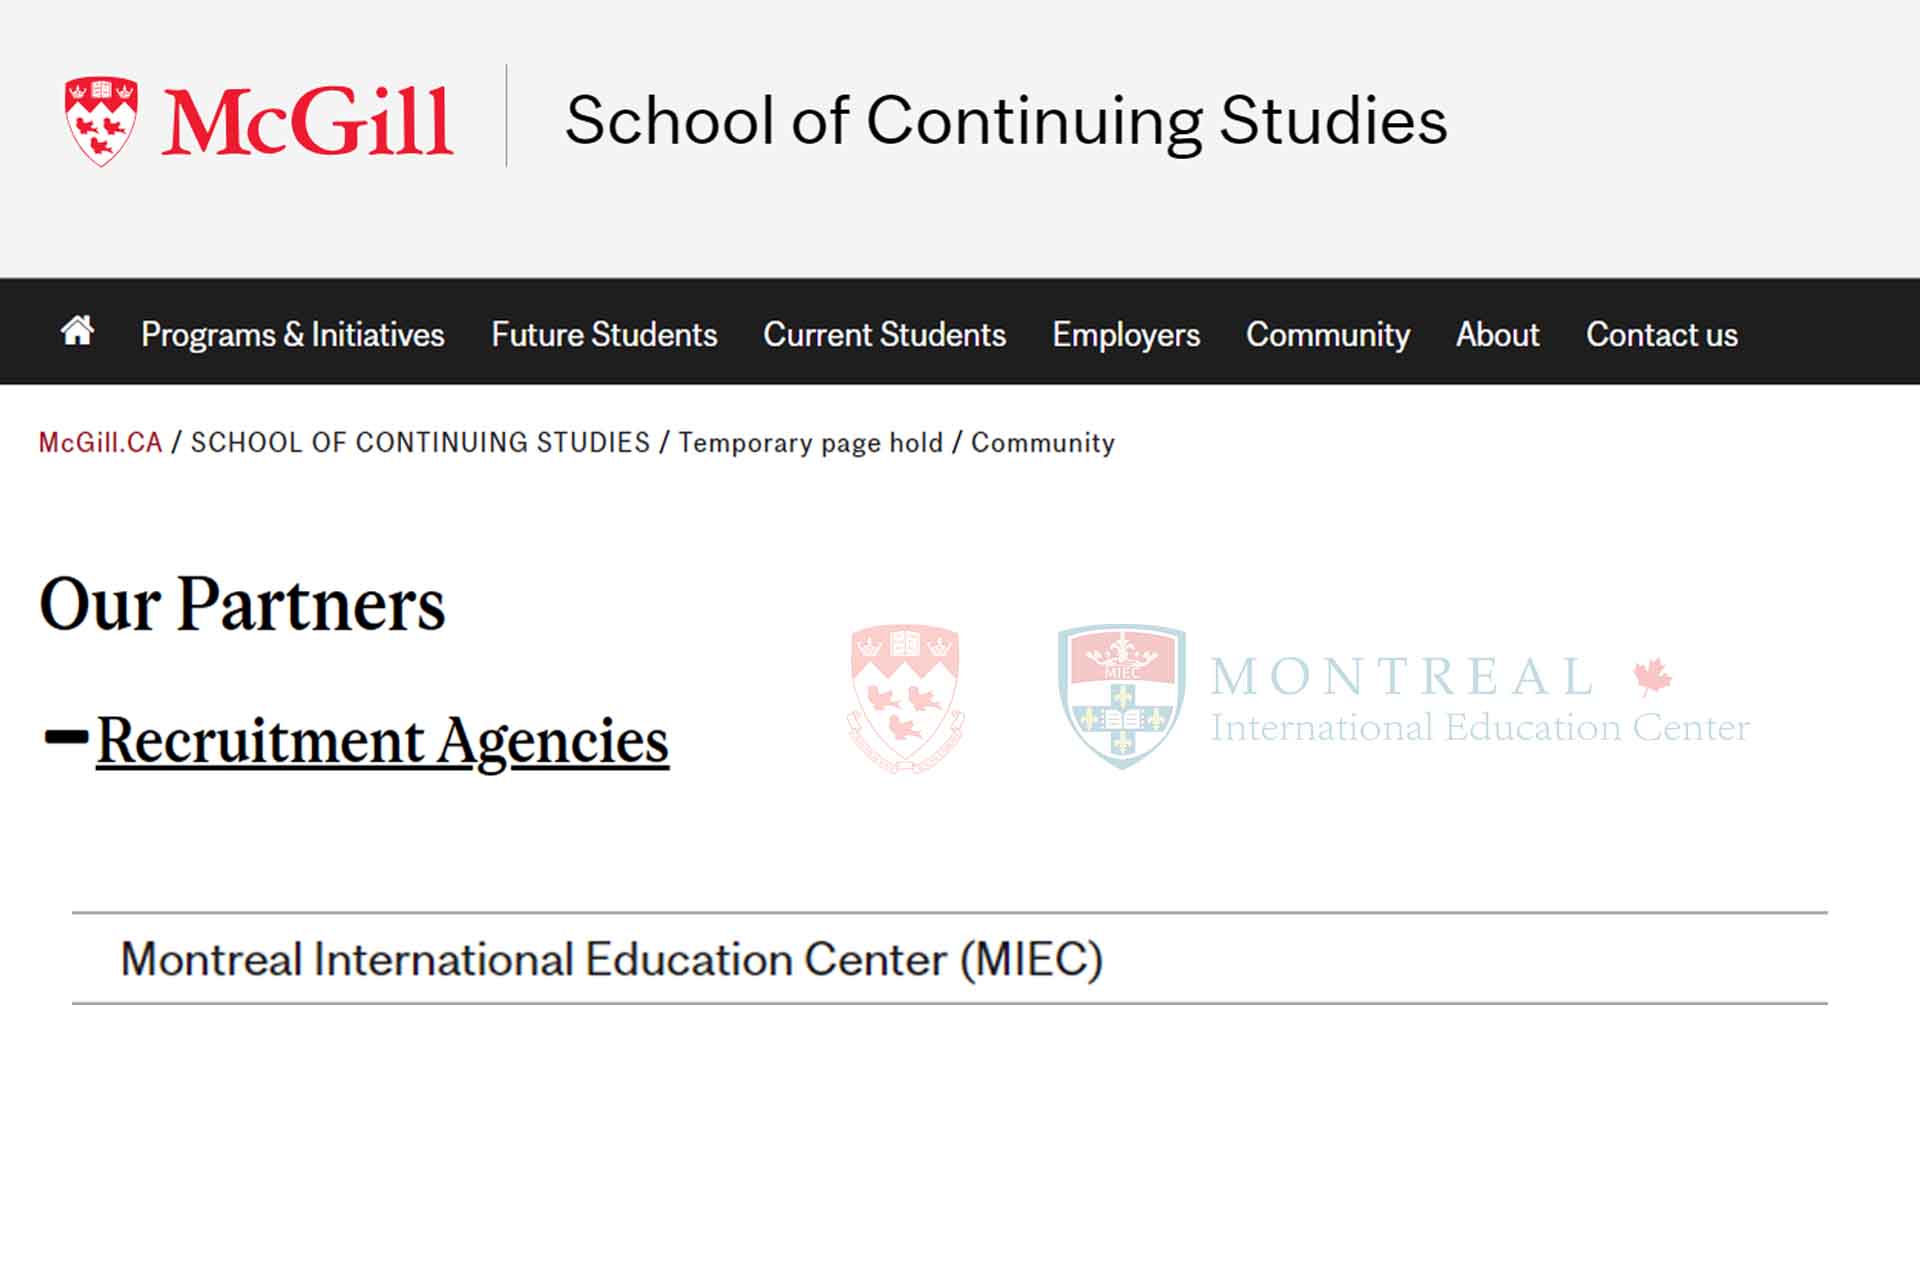 McGill School of Continuing Studies
Programs & Initiatives Future Students Current Students Employers Community About Contact us
McGill.CA / SCHOOL OF CONTINUING STUDIES / Temporary page hold / Community
Our Partners
MIEC
MONTREAL
International Education Center
Recruitment Agencies
Montreal International Education Center (MIEC)